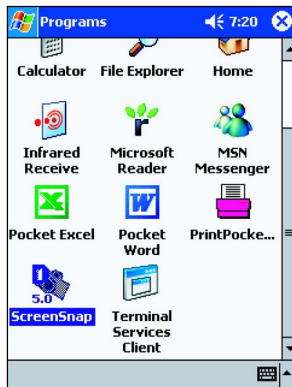 Programs 7:20
Calculator File Explorer Home
Infrared Receive Microsoft Reader MSN Messenger
Pocket Excel Pocket Word PrintPocke...
1
5.0
ScreenSnap Terminal Services Client